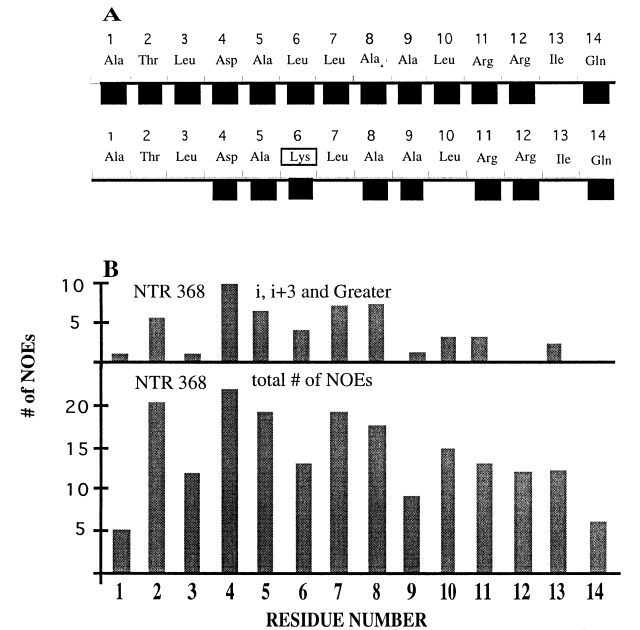 A
1 2 3 4 5 6 7 8 9 10 11 12 13 14
Ala Thr Leu Asp Ala Leu Leu Ala Ala Leu Arg Arg Ile Gln
1 2 3 4 5 6 7 8 9 10 11 12 13 14
Ala Thr Leu Asp Ala Lys Leu Ala Ala Leu Arg Arg Ile Gln
B
10
NTR 368 i, i+3 and Greater
5
NTR 368 total # of NOEs
20
15
10
5
# of NOEs
1 2 3 4 5 6 7 8 9 10 11 12 13 14
RESIDUE NUMBER